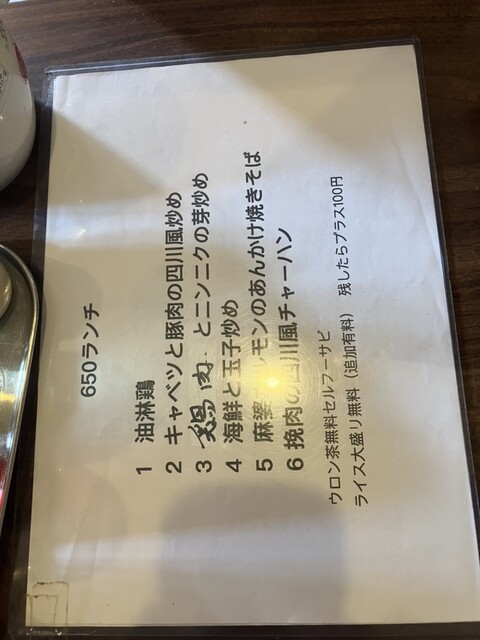 650ランチ
1 油淋鶏
2 キャベツと豚肉の四川風炒め
3 鶏肉 とニンニクの芽炒め
4 海鮮と玉子炒め
5 麻婆ホルモンのあんかけ焼きそば
6 挽肉の四川風チャーハン
ウロン茶無料セルフーサビ
ライス大盛リ無料（追加有料） 残したらプラス100円